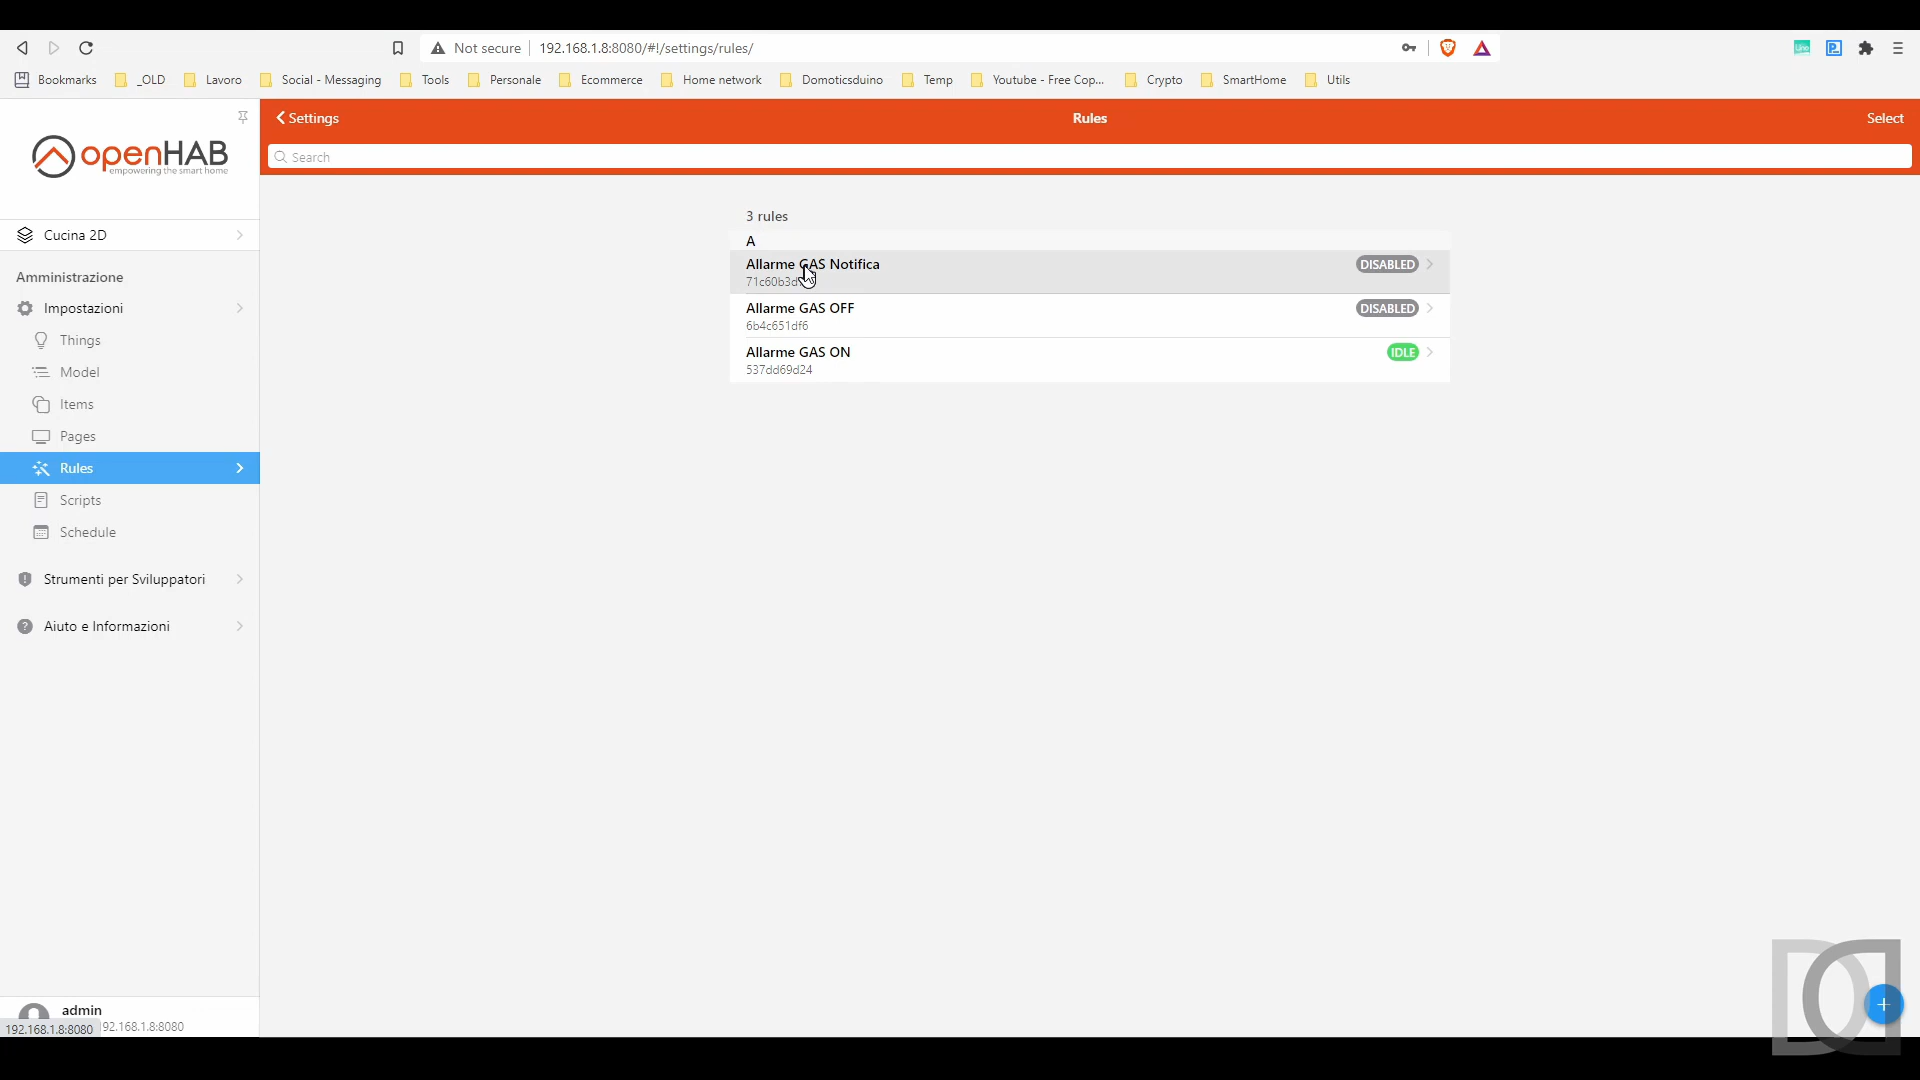 Not secure
192.168.1.8:8080/#!/settings/rules/
Bookmarks
_OLD
Lavoro
Social - Messaging
Tools
Personale
Ecommerce
Home network
Domoticsduino
Temp
Youtube - Free Cop...
Crypto
SmartHome
Utils
openHAB
empowering the smart home
Cucina 2D
Amministrazione
Impostazioni
Things
Model
Items
Pages
Rules
Scripts
Schedule
Strumenti per Sviluppatori
Aiuto e Informazioni
admin
192.168.1.8:8080
192.168.1.8:8080
Settings
Rules
Select
Search
3 rules
A
Allarme GAS Notifica
DISABLED
Allarme GAS OFF
DISABLED
6b4c651df6
Allarme GAS ON
IDLE
537dd69d24